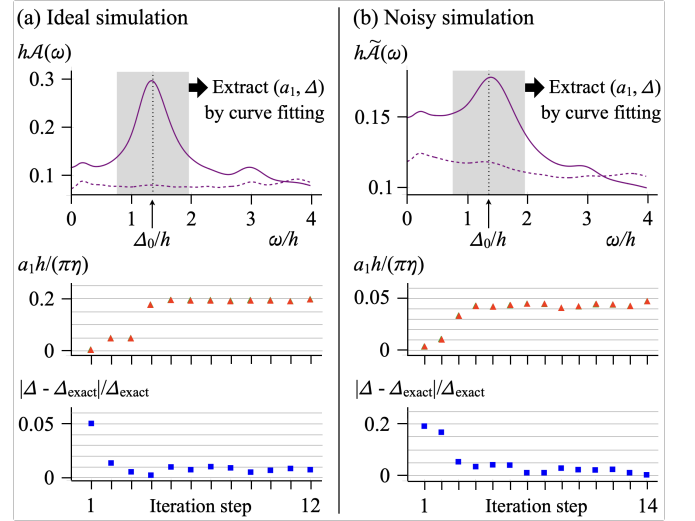 (a) Ideal simulation
h𝒜(ω)
0.3
0.2
0.1
Extract (a₁, Δ)
by curve fitting
0 1 2 3 4
Δ₀/h
ω/h
a₁h/(πη)
0.2
0
|Δ - Δexact|/Δexact
0.05
0
1 Iteration step 12
(b) Noisy simulation
h𝒜̃(ω)
0.15
0.1
Extract (a₁, Δ)
by curve fitting
0 1 2 3 4
Δ₀/h
ω/h
a₁h/(πη)
0.05
0
|Δ - Δexact|/Δexact
0.2
0
1 Iteration step 14